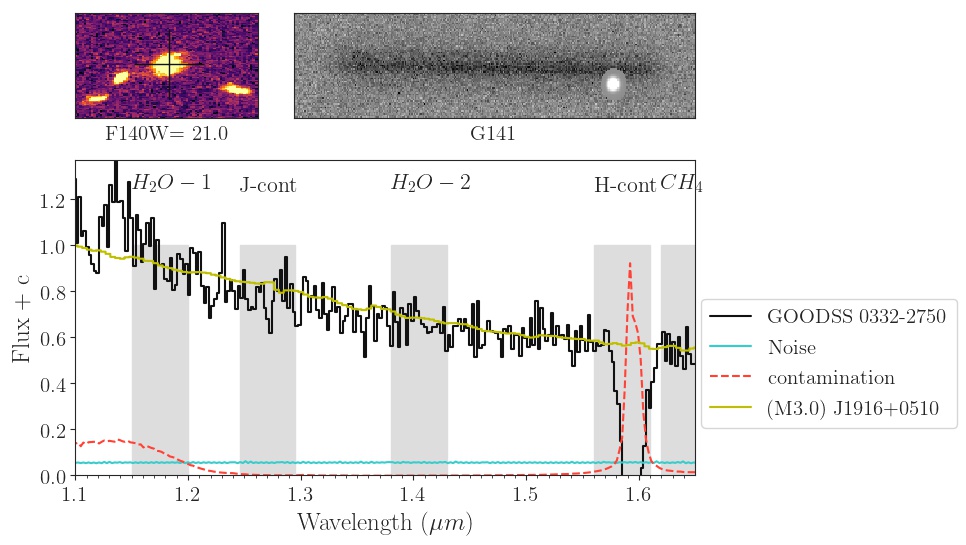 F140W= 21.0
G141
H₂O − 1
J-cont
H₂O − 2
H-cont
CH₄
1.2
1.0
0.8
0.6
0.4
0.2
0.0
Flux + c
1.1
1.2
1.3
1.4
1.5
1.6
Wavelength (μm)
GOODSS 0332-2750
Noise
contamination
(M3.0) J1916+0510